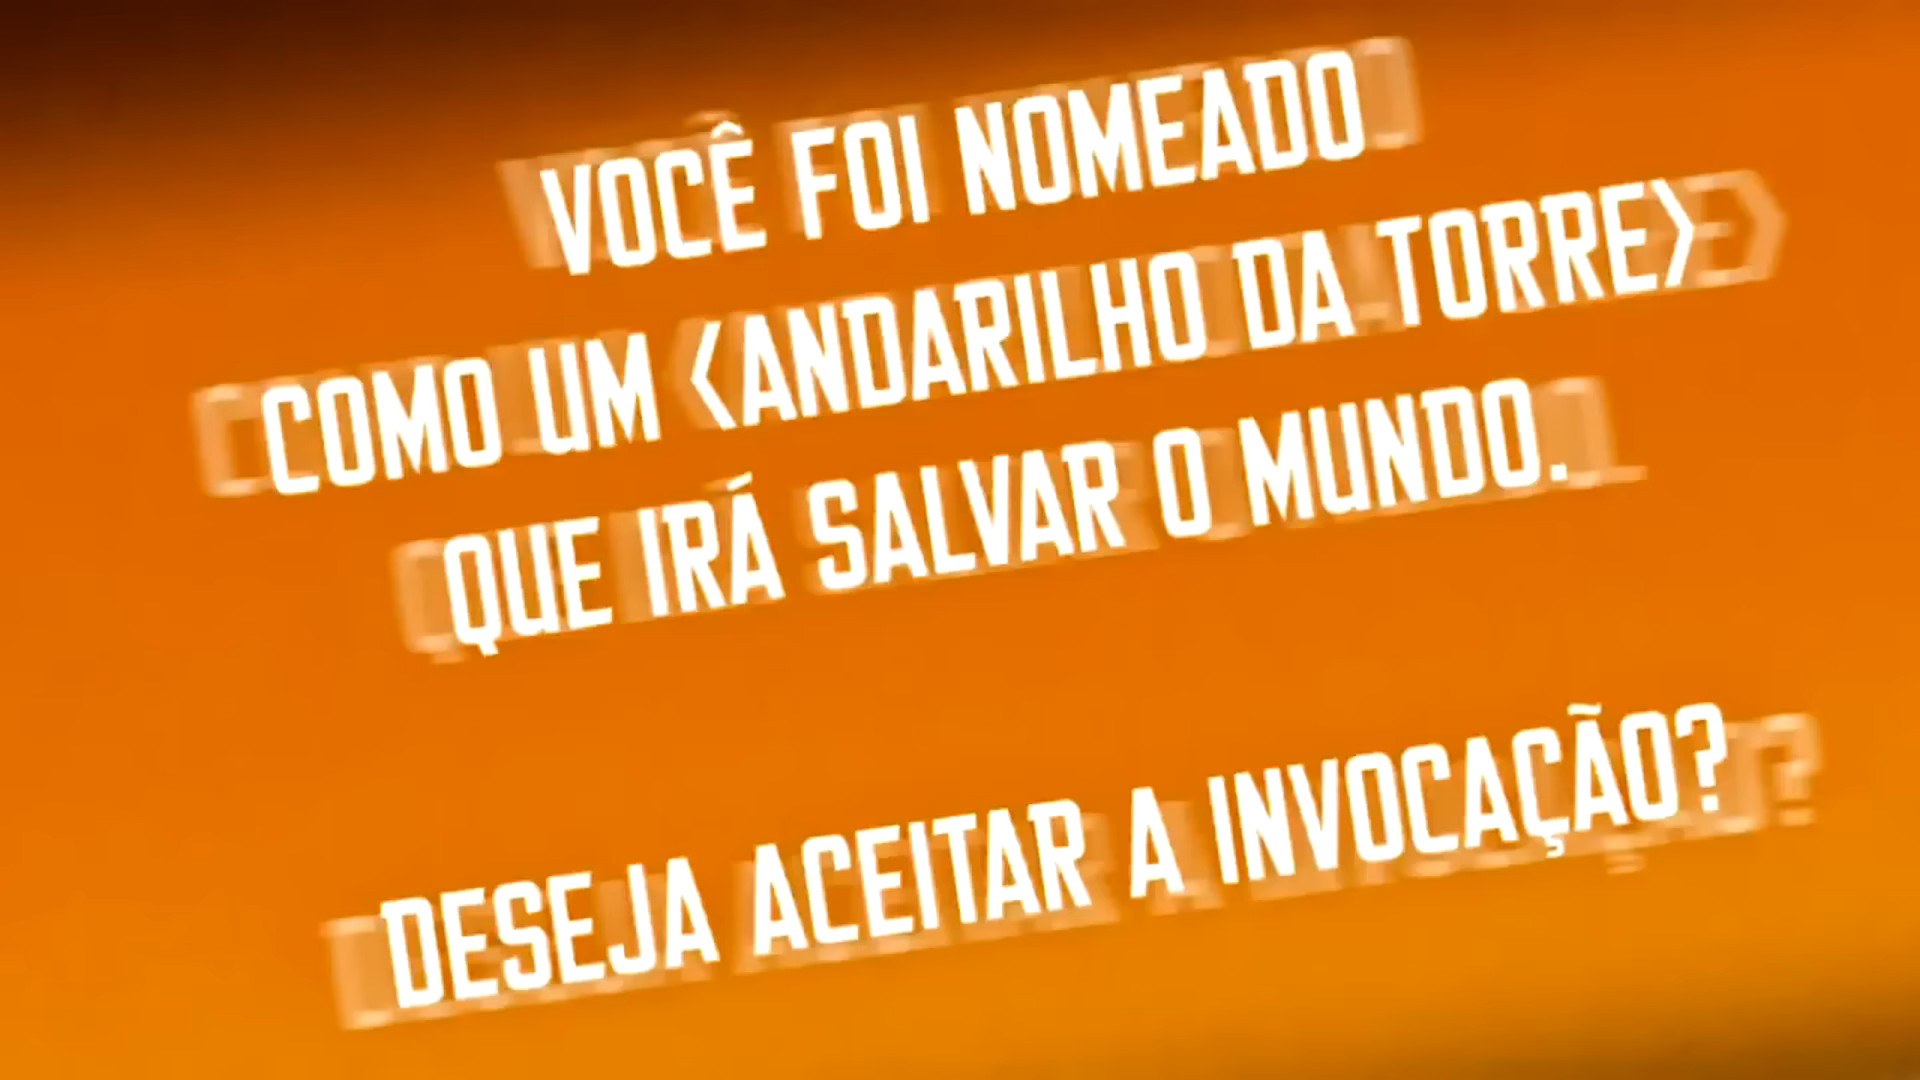 VOCÊ FOI NOMEADO
COMO UM <ANDARILHO DA TORRE>
QUE IRÁ SALVAR O MUNDO.
DESEJA ACEITAR A INVOCAÇÃO?